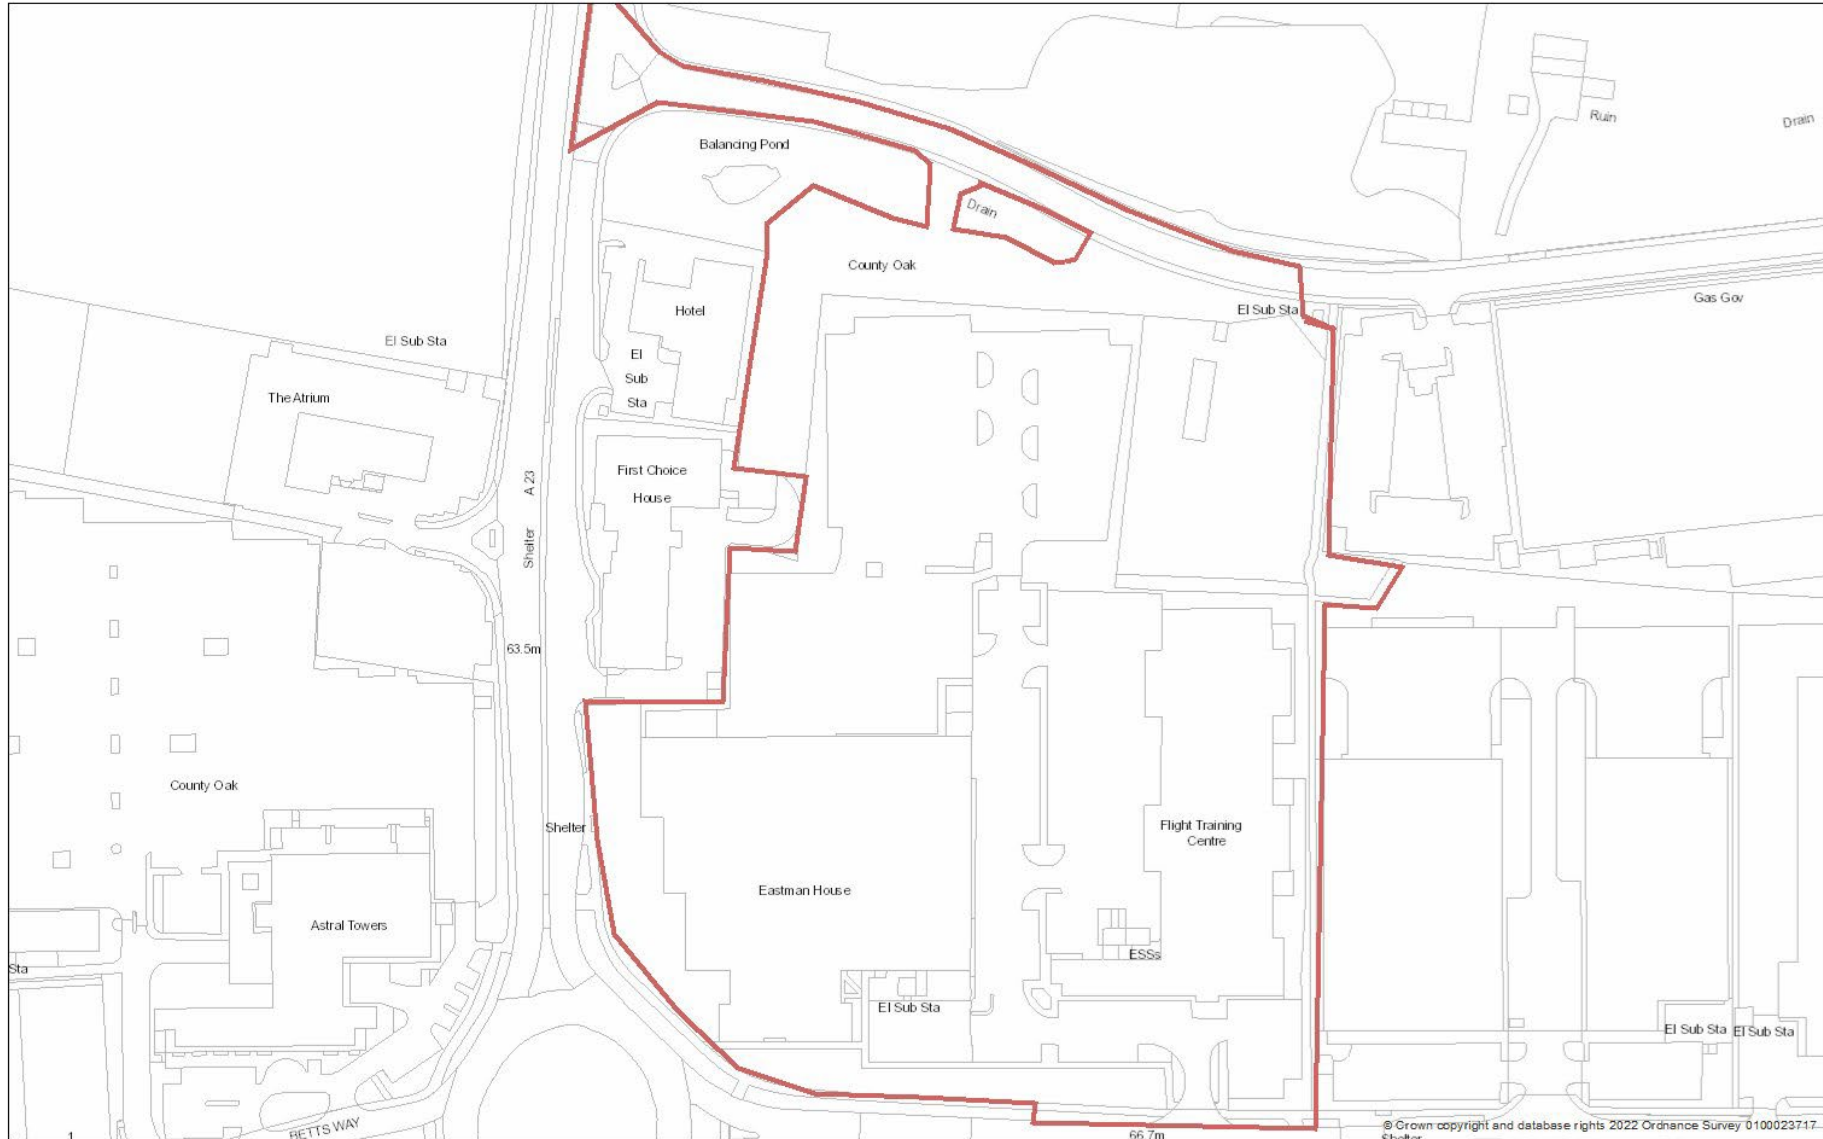 Ruin
Drain
Balancing Pond
Drain
County Oak
Gas Gov
El Sub Sta
Hotel
El Sub Sta
El
Sub
Sta
The Atrium
First Choice
House
A 23
Shelter
63.5m
County Oak
Shelter
Flight Training
Centre
Eastman House
Astral Towers
ESSs
Sta
El Sub Sta
El Sub Sta
El Sub Sta
BETTS WAY
1
66.7m
Shelter
© Crown copyright and database rights 2022 Ordnance Survey 0100023717